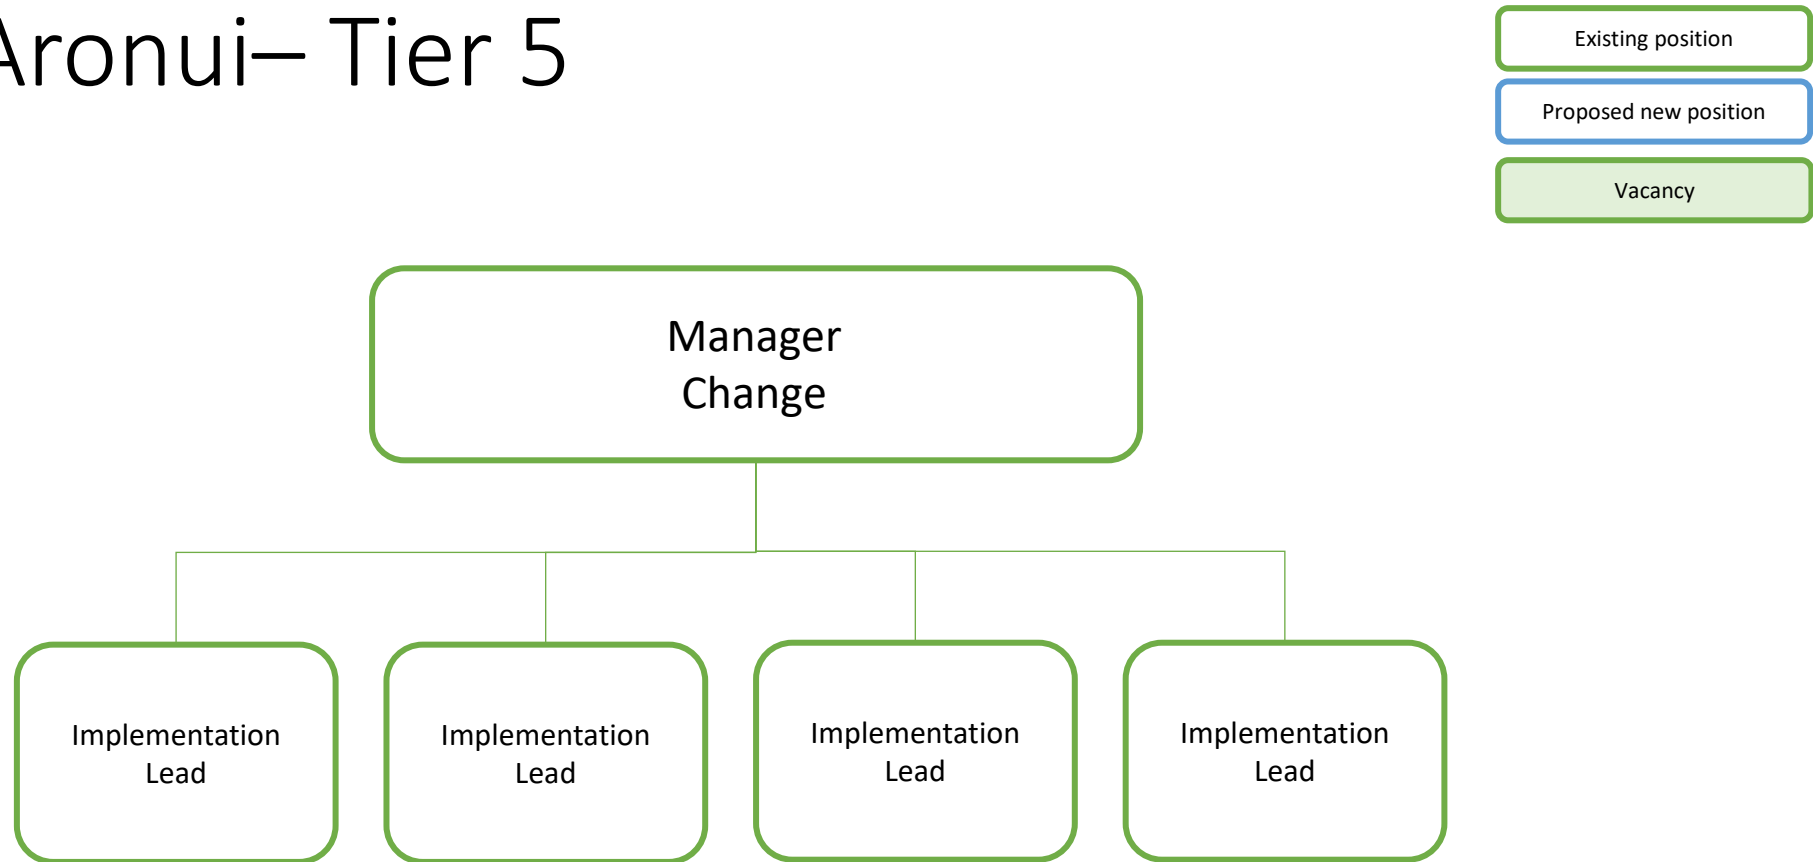 Aronui– Tier 5
Existing position
Proposed new position
Vacancy
Manager
Change
Implementation
Lead
Implementation
Lead
Implementation
Lead
Implementation
Lead